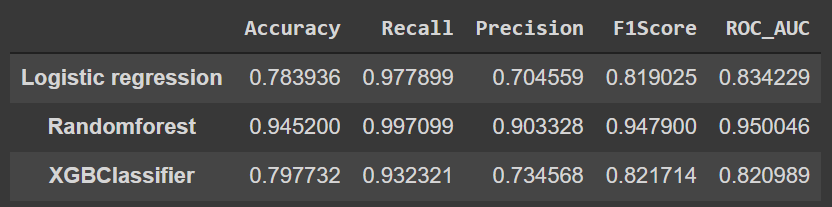 Accuracy Recall Precision F1Score ROC_AUC
Logistic regression 0.783936 0.977899 0.704559 0.819025 0.834229
Randomforest 0.945200 0.997099 0.903328 0.947900 0.950046
XGBClassifier 0.797732 0.932321 0.734568 0.821714 0.820989